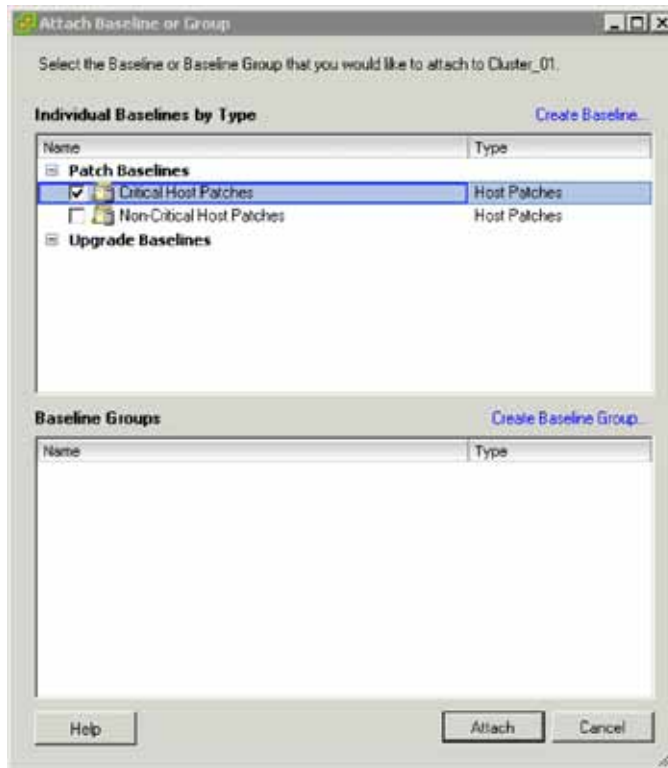 Attach Baseline or Group
Select the Baseline or Baseline Group that you would like to attach to Cluster_01.
Individual Baselines by Type Create Baseline...
Name Type
Patch Baselines
Critical Host Patches Host Patches
Non-Critical Host Patches Host Patches
Upgrade Baselines
Baseline Groups Create Baseline Group...
Name Type
Help Attach Cancel